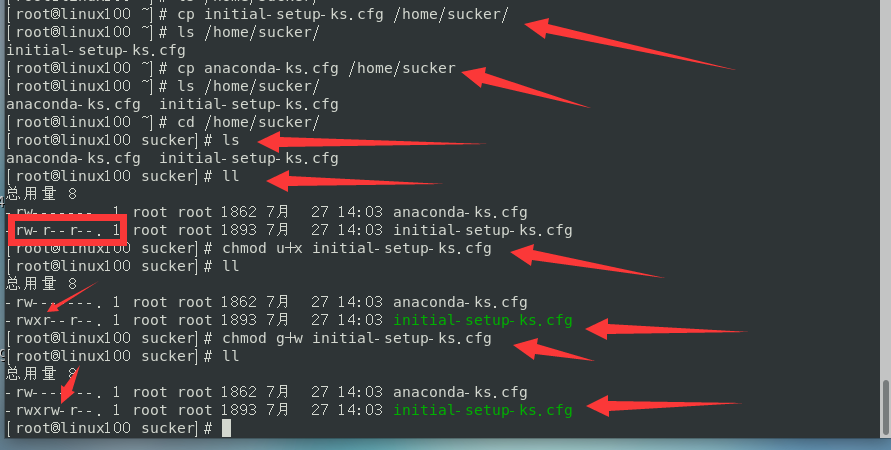 [root@linux100 ~]# cp initial-setup-ks.cfg /home/sucker/
[root@linux100 ~]# ls /home/sucker/
initial-setup-ks.cfg
[root@linux100 ~]# cp anaconda-ks.cfg /home/sucker
[root@linux100 ~]# ls /home/sucker/
anaconda-ks.cfg  initial-setup-ks.cfg
[root@linux100 ~]# cd /home/sucker/
[root@linux100 sucker]# ls
anaconda-ks.cfg  initial-setup-ks.cfg
[root@linux100 sucker]# ll
总用量 8
-rw-------. 1 root root 1862 7月  27 14:03 anaconda-ks.cfg
-rw-r--r--. 1 root root 1893 7月  27 14:03 initial-setup-ks.cfg
[root@linux100 sucker]# chmod u+x initial-setup-ks.cfg
[root@linux100 sucker]# ll
总用量 8
-rw-------. 1 root root 1862 7月  27 14:03 anaconda-ks.cfg
-rwxr--r--. 1 root root 1893 7月  27 14:03 initial-setup-ks.cfg
[root@linux100 sucker]# chmod g+w initial-setup-ks.cfg
[root@linux100 sucker]# ll
总用量 8
-rw-------. 1 root root 1862 7月  27 14:03 anaconda-ks.cfg
-rwxrw-r--. 1 root root 1893 7月  27 14:03 initial-setup-ks.cfg
[root@linux100 sucker]#